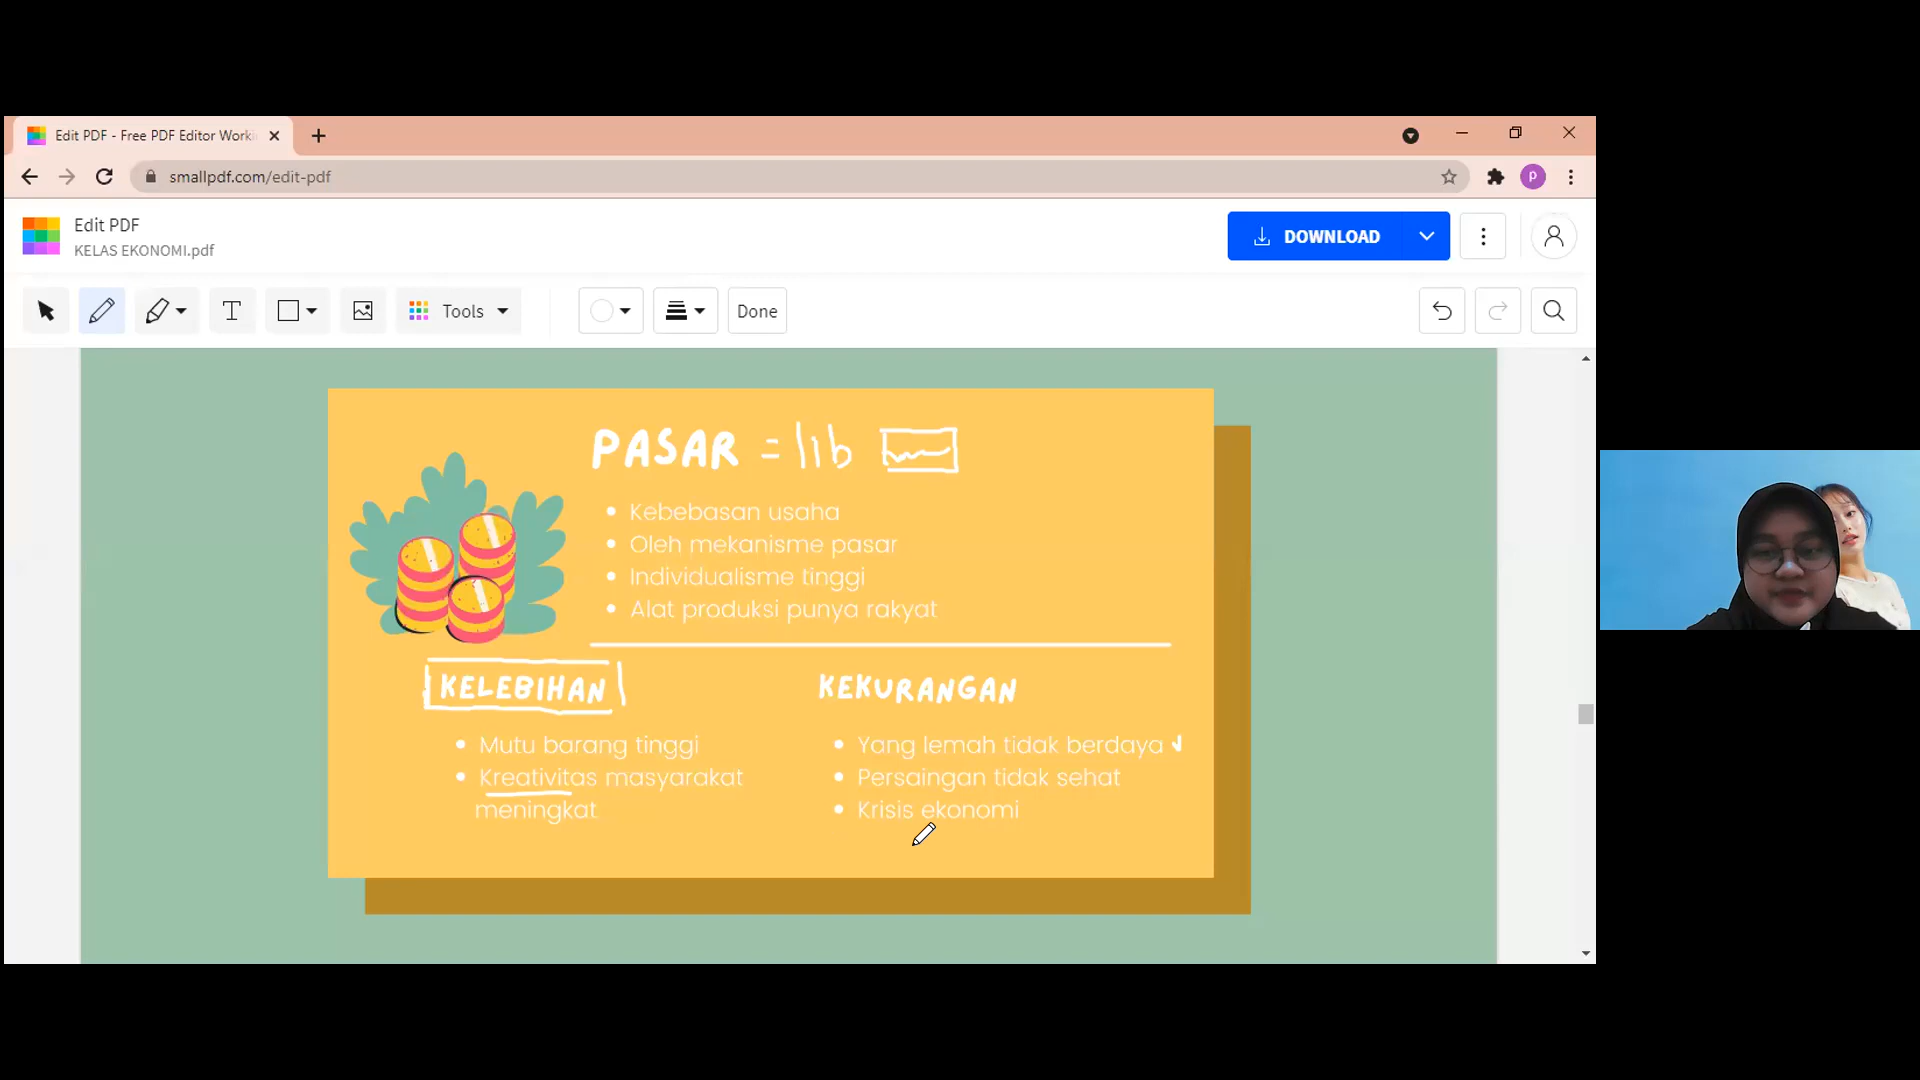 Edit PDF - Free PDF Editor Worki
smallpdf.com/edit-pdf
P
Edit PDF
KELAS EKONOMI.pdf
DOWNLOAD
T
Tools
Done
PASAR = lib
Kebebasan usaha
Oleh mekanisme pasar
Individualisme tinggi
Alat produksi punya rakyat
KELEBIHAN
Mutu barang tinggi
Kreativitas masyarakat
meningkat
KEKURANGAN
Yang lemah tidak berdaya
Persaingan tidak sehat
Krisis ekonomi